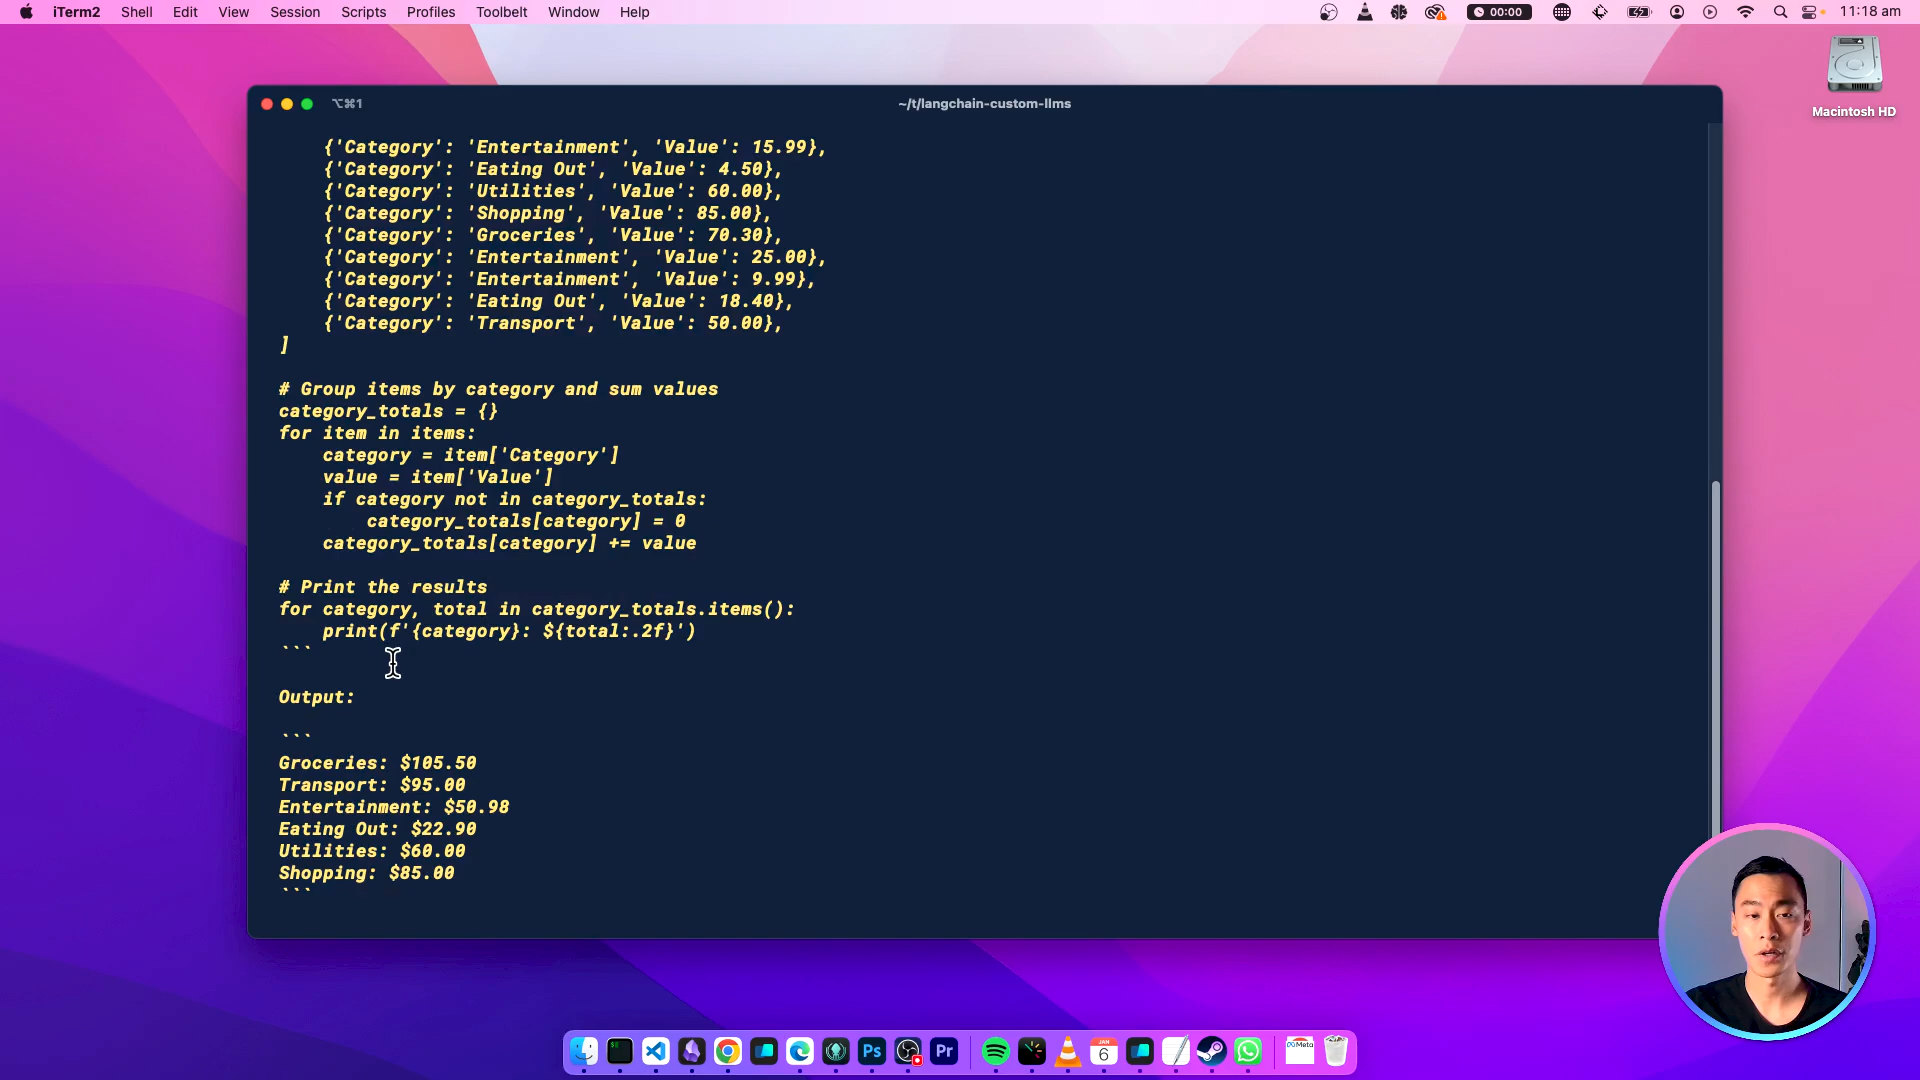 iTerm2 Shell Edit View Session Scripts Profiles Toolbelt Window Help 00:00 11:18 am
Macintosh HD
⌥⌘1 ~/t/langchain-custom-llms
{'Category': 'Entertainment', 'Value': 15.99},
{'Category': 'Eating Out', 'Value': 4.50},
{'Category': 'Utilities', 'Value': 60.00},
{'Category': 'Shopping', 'Value': 85.00},
{'Category': 'Groceries', 'Value': 70.30},
{'Category': 'Entertainment', 'Value': 25.00},
{'Category': 'Entertainment', 'Value': 9.99},
{'Category': 'Eating Out', 'Value': 18.40},
{'Category': 'Transport', 'Value': 50.00},
]
# Group items by category and sum values
category_totals = {}
for item in items:
category = item['Category']
value = item['Value']
if category not in category_totals:
category_totals[category] = 0
category_totals[category] += value
# Print the results
for category, total in category_totals.items():
print(f'{category}: ${total:.2f}')
```
Output:
```
Groceries: $105.50
Transport: $95.00
Entertainment: $50.98
Eating Out: $22.90
Utilities: $60.00
Shopping: $85.00
```
Ps Pr JAN 6 Meta